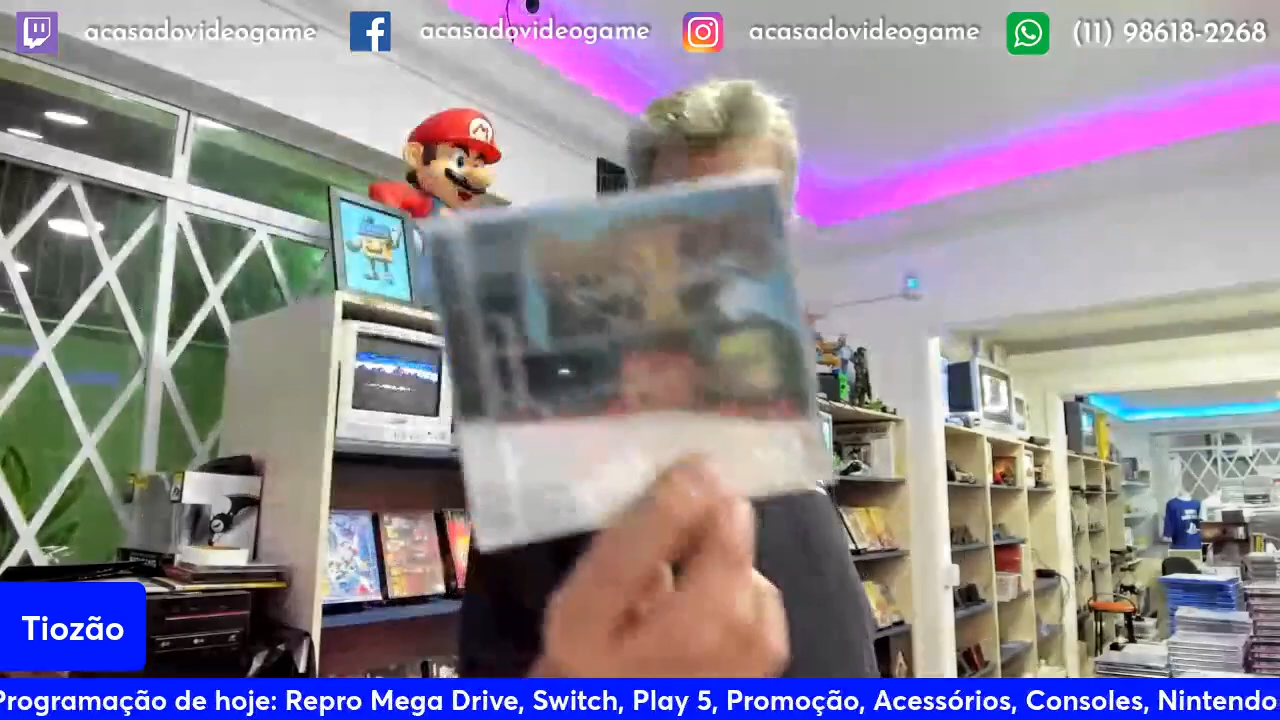 acasadovideogame acasadovideogame acasadovideogame (11) 98618-2268
Tiozão
Programação de hoje: Repro Mega Drive, Switch, Play 5, Promoção, Acessórios, Consoles, Nintendo